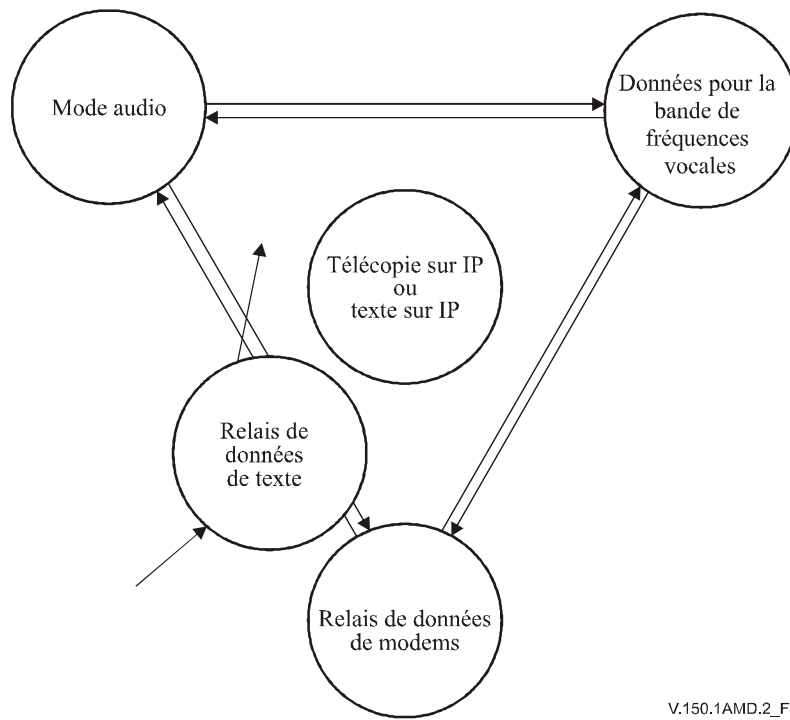 Mode audio
Données pour la
bande de
fréquences
vocales
Télécopie sur IP
ou
texte sur IP
Relais de
données
de texte
Relais de données
de modems
V.150.1AMD.2_F